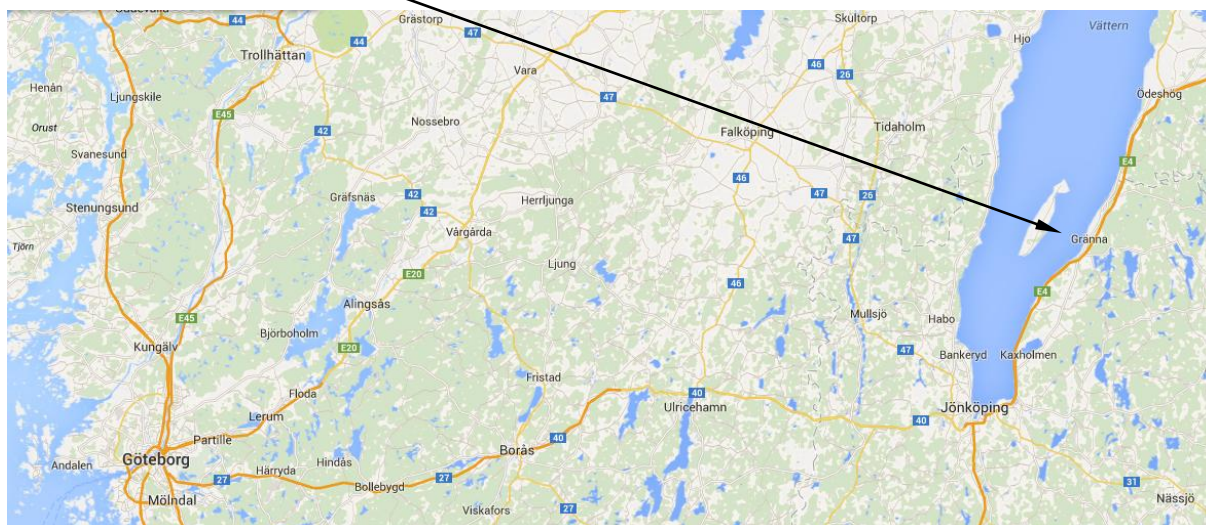 44
Grästorp
Skultorp
Vättern
47
Hjo
Trollhättan
44
Vara
46
26
Henån
Ljungskile
47
Ödeshög
E45
Nossebro
Falköping
Tidaholm
Orust
42
Svanesund
E4
46
Gräfsnäs
42
47
26
Stenungsund
42
Herrljunga
Vårgårda
47
Gränna
Tjörn
Ljung
E20
46
E4
Alingsås
E45
Mullsjö
Habo
Björboholm
Kungälv
E20
47
Bankeryd
Kaxholmen
Fristad
Floda
40
Ulricehamn
Jönköping
Lerum
40
Partille
40
Borås
Göteborg
Andalen
Härryda
Hindås
27
27
Bollebygd
31
Mölndal
Nässjö
Viskafors
27